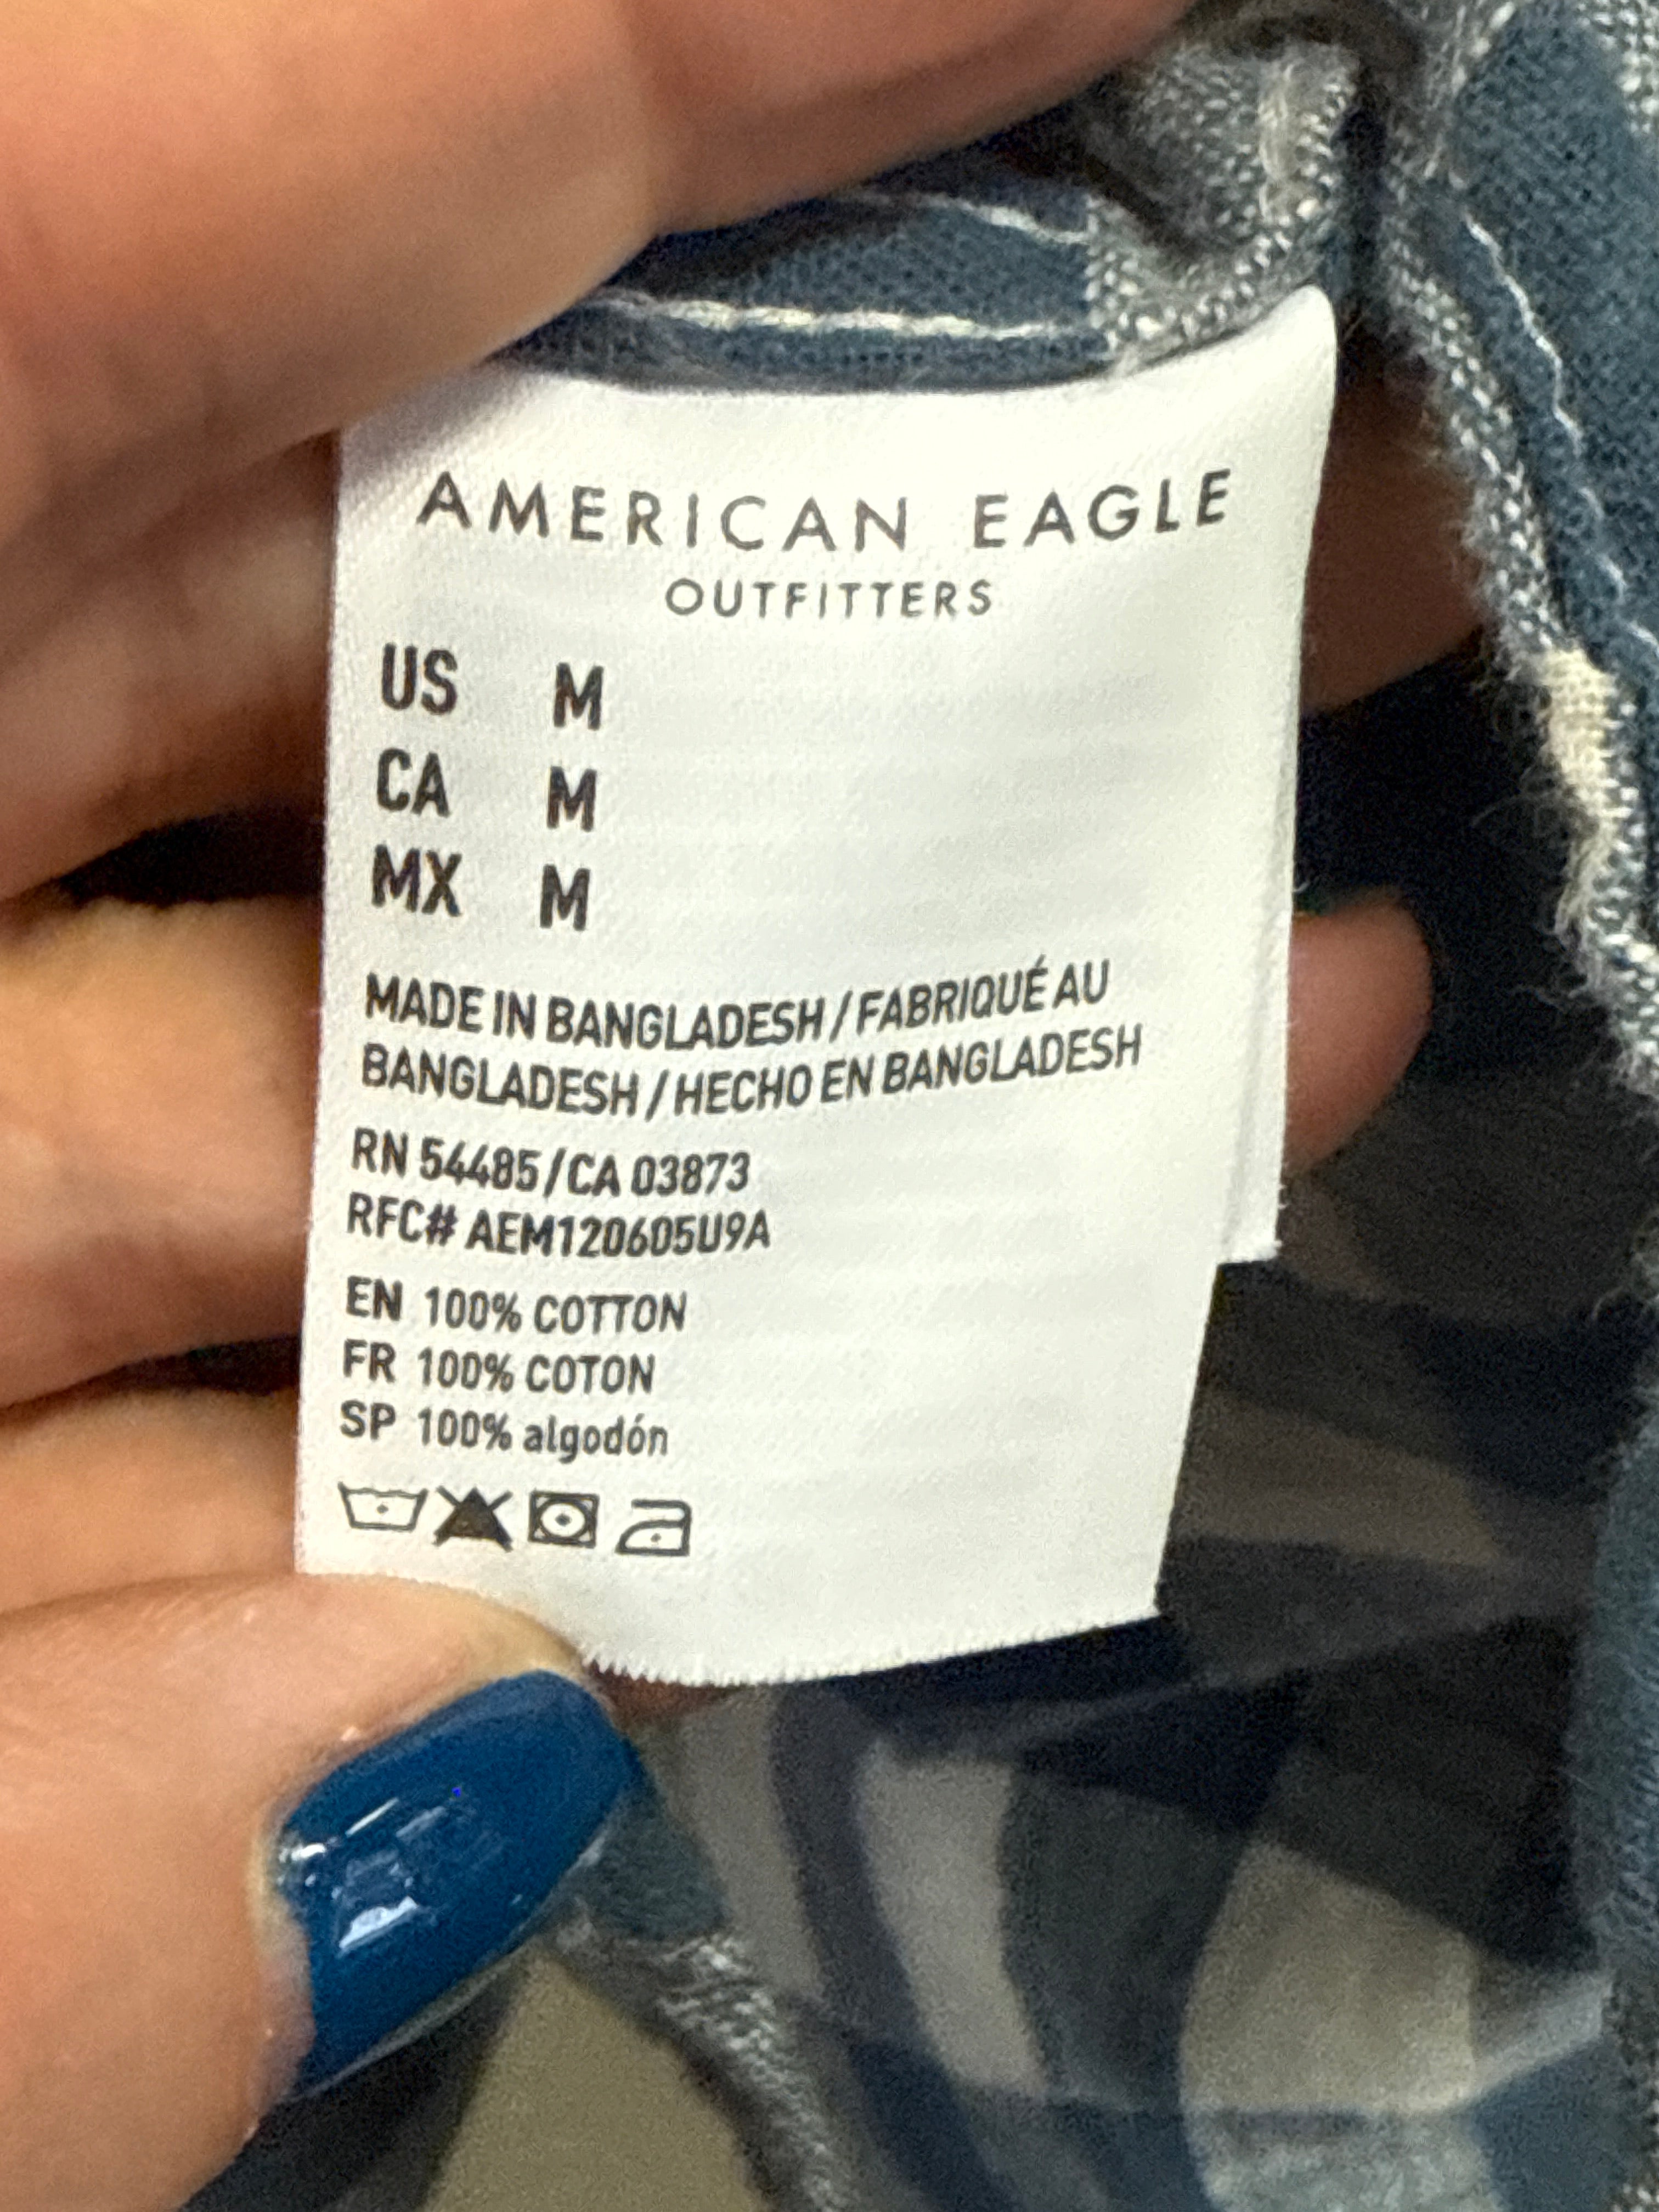 AMERICAN EAGLE
OUTFITTERS
US M
CA M
MX M
MADE IN BANGLADESH / FABRIQUÉ AU
BANGLADESH / HECHO EN BANGLADESH
RN 54485 / CA 03873
RFC# AEM120605U9A
EN 100% COTTON
FR 100% COTON
SP 100% algodón